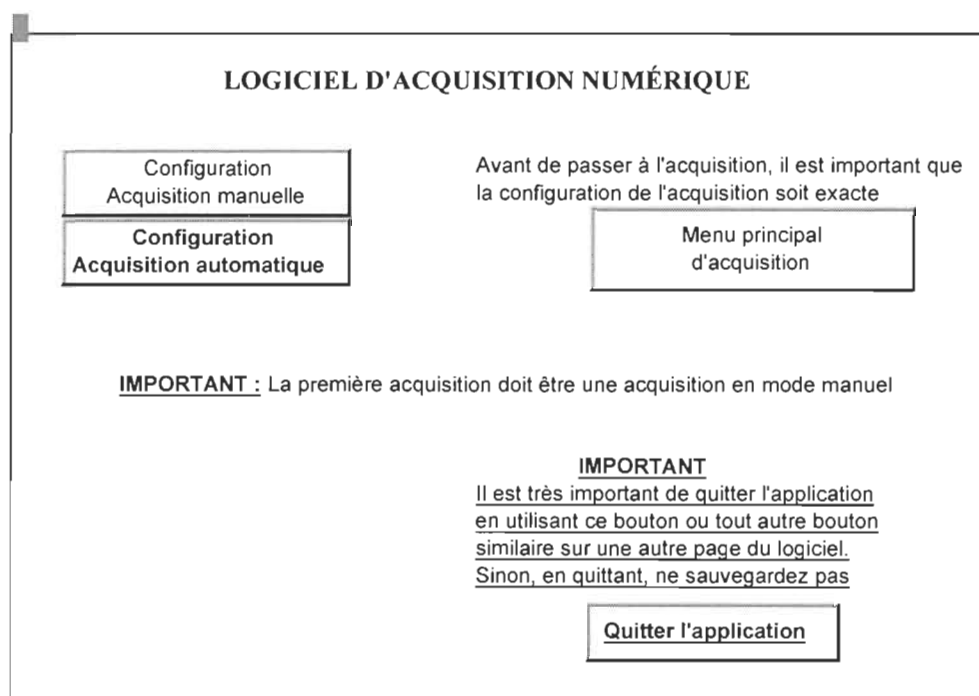 LOGICIEL D'ACQUISITION NUMÉRIQUE
Configuration
Acquisition manuelle
Configuration
Acquisition automatique
Avant de passer à l'acquisition, il est important que
la configuration de l'acquisition soit exacte
Menu principal
d'acquisition
IMPORTANT : La première acquisition doit être une acquisition en mode manuel
IMPORTANT
Il est très important de quitter l'application
en utilisant ce bouton ou tout autre bouton
similaire sur une autre page du logiciel.
Sinon, en quittant, ne sauvegardez pas
Quitter l'application